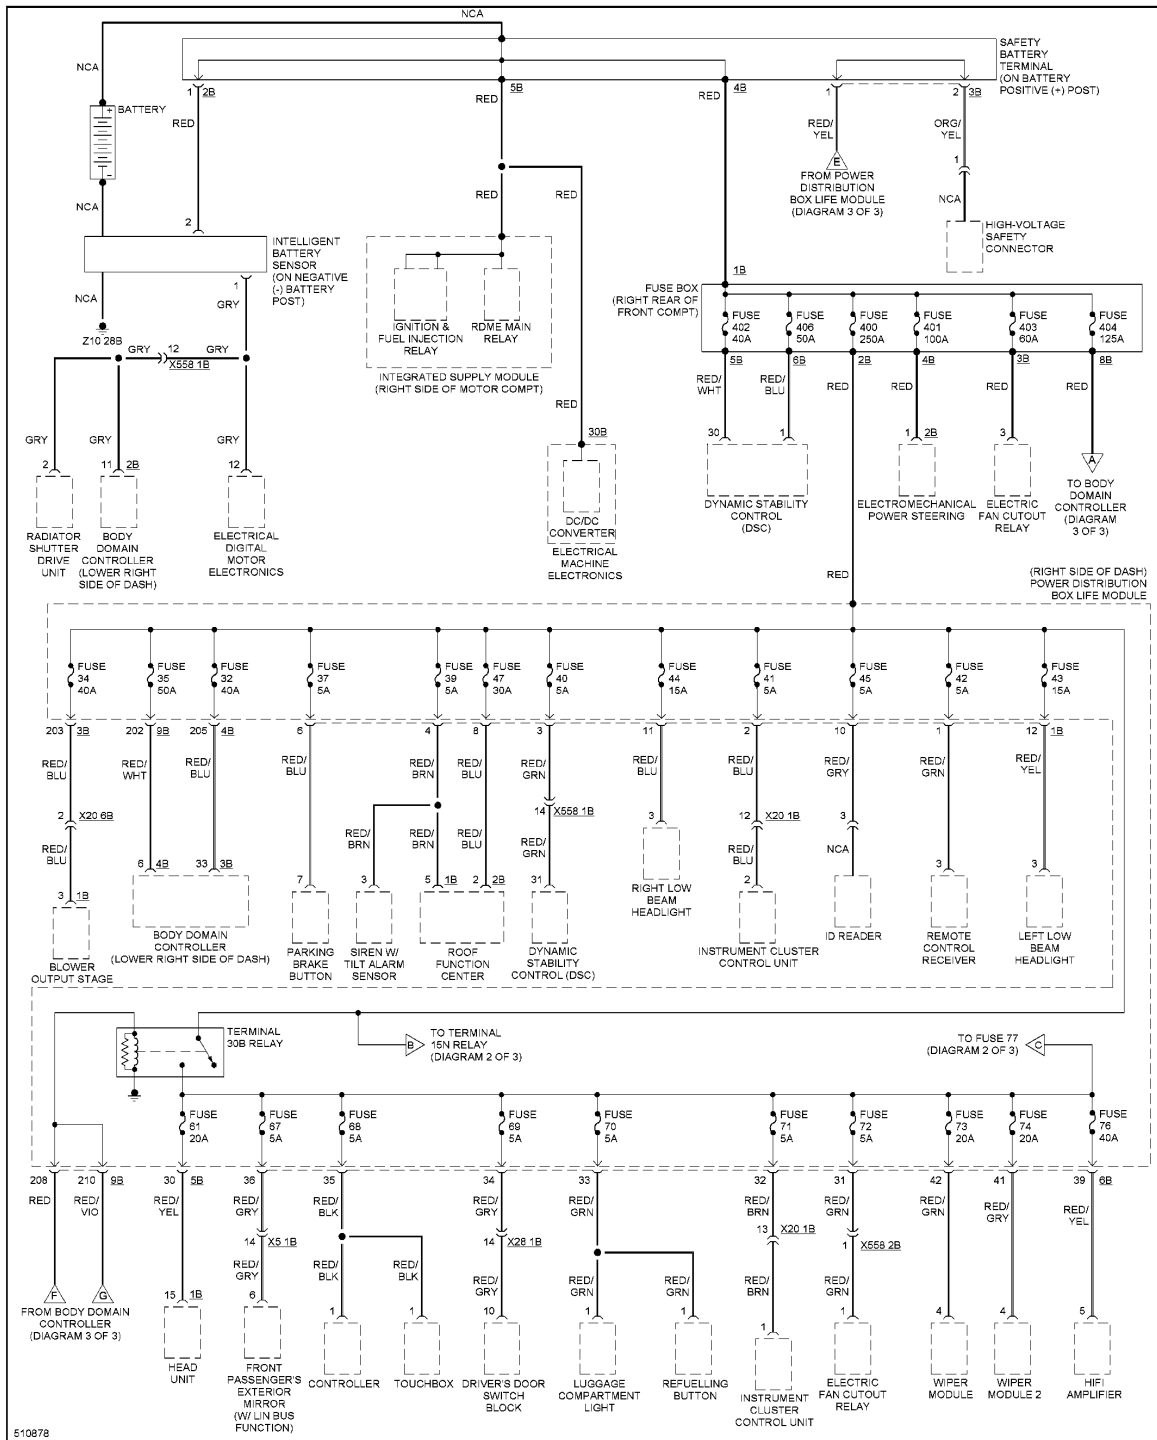 NCA
SAFETY
BATTERY
TERMINAL
(ON BATTERY
POSITIVE (+) POST)
NCA
1 2B
5B
4B
1
2 3B
+ BATTERY
-
RED
RED
RED
RED/
YEL
ORG/
YEL
E
1
FROM POWER
DISTRIBUTION
BOX LIFE MODULE
(DIAGRAM 3 OF 3)
NCA
RED
RED
NCA
2
HIGH-VOLTAGE
SAFETY
CONNECTOR
INTELLIGENT
BATTERY
SENSOR
(ON NEGATIVE
(-) BATTERY
POST)
1
GRY
NCA
Z10 28B
IGNITION &
FUEL INJECTION
RELAY
RDME MAIN
RELAY
INTEGRATED SUPPLY MODULE
(RIGHT SIDE OF MOTOR COMPT)
1B
FUSE BOX
(RIGHT REAR OF
FRONT COMPT)
FUSE
402
40A
FUSE
406
50A
FUSE
400
250A
FUSE
401
100A
FUSE
403
60A
FUSE
404
125A
5B
6B
2B
4B
3B
8B
GRY 12 GRY
X558 1B
RED/
WHT
RED/
BLU
RED
RED
RED
RED
RED
GRY
GRY
GRY
30B
30
1
1 2B
3
A
2
11 2B
12
RADIATOR
SHUTTER
DRIVE
UNIT
BODY
DOMAIN
CONTROLLER
(LOWER RIGHT
SIDE OF DASH)
ELECTRICAL
DIGITAL
MOTOR
ELECTRONICS
DC/DC
CONVERTER
ELECTRICAL
MACHINE
ELECTRONICS
DYNAMIC STABILITY
CONTROL
(DSC)
ELECTROMECHANICAL
POWER STEERING
ELECTRIC
FAN CUTOUT
RELAY
TO BODY
DOMAIN
CONTROLLER
(DIAGRAM
3 OF 3)
RED
(RIGHT SIDE OF DASH)
POWER DISTRIBUTION
BOX LIFE MODULE
FUSE
34
40A
FUSE
35
50A
FUSE
32
40A
FUSE
37
5A
FUSE
39
5A
FUSE
47
30A
FUSE
40
5A
FUSE
44
15A
FUSE
41
5A
FUSE
45
5A
FUSE
42
5A
FUSE
43
15A
203 3B
202 9B
205 4B
6
4
8
3
11
2
10
1
12 1B
RED/
BLU
RED/
WHT
RED/
BLU
RED/
BLU
RED/
BRN
RED/
BLU
RED/
GRN
RED/
BLU
RED/
BLU
RED/
GRY
RED/
GRN
RED/
YEL
2 X20 6B
14 X558 1B
3
12 X20 1B
3
RED/
BLU
RED/
BRN
RED/
BRN
RED/
BLU
RED/
GRN
RED/
BLU
NCA
3 1B
6 4B
33 3B
7
3
5 1B
2 2B
31
2
3
3
BLOWER
OUTPUT STAGE
BODY DOMAIN
CONTROLLER
(LOWER RIGHT SIDE OF DASH)
PARKING
BRAKE
BUTTON
SIREN W/
TILT ALARM
SENSOR
ROOF
FUNCTION
CENTER
DYNAMIC
STABILITY
CONTROL (DSC)
RIGHT LOW
BEAM
HEADLIGHT
INSTRUMENT CLUSTER
CONTROL UNIT
ID READER
REMOTE
CONTROL
RECEIVER
LEFT LOW
BEAM
HEADLIGHT
TERMINAL
30B RELAY
B
TO TERMINAL
15N RELAY
(DIAGRAM 2 OF 3)
TO FUSE 77
(DIAGRAM 2 OF 3)
C
FUSE
61
20A
FUSE
67
5A
FUSE
68
5A
FUSE
69
5A
FUSE
70
5A
FUSE
71
5A
FUSE
72
5A
FUSE
73
20A
FUSE
74
20A
FUSE
76
40A
208
210 9B
30 5B
36
35
34
33
32
31
42
41
39 6B
RED
RED/
VIO
RED/
YEL
RED/
GRY
RED/
BLK
RED/
GRY
RED/
GRN
RED/
BRN
RED/
GRN
RED/
GRN
RED/
GRY
RED/
YEL
14 X5 1B
14 X28 1B
13 X20 1B
1 X558 2B
RED/
GRY
RED/
BLK
RED/
BLK
RED/
GRY
RED/
GRN
RED/
GRN
RED/
BRN
RED/
GRN
F
G
15 1B
6
1
1
10
1
1
1
1
4
4
5
FROM BODY DOMAIN
CONTROLLER
(DIAGRAM 3 OF 3)
HEAD
UNIT
FRONT
PASSENGER'S
EXTERIOR
MIRROR
(W/ LIN BUS
FUNCTION)
CONTROLLER
TOUCHBOX
DRIVER'S DOOR
SWITCH
BLOCK
LUGGAGE
COMPARTMENT
LIGHT
REFUELLING
BUTTON
INSTRUMENT
CLUSTER
CONTROL UNIT
ELECTRIC
FAN CUTOUT
RELAY
WIPER
MODULE
WIPER
MODULE 2
HIFI
AMPLIFIER
510878